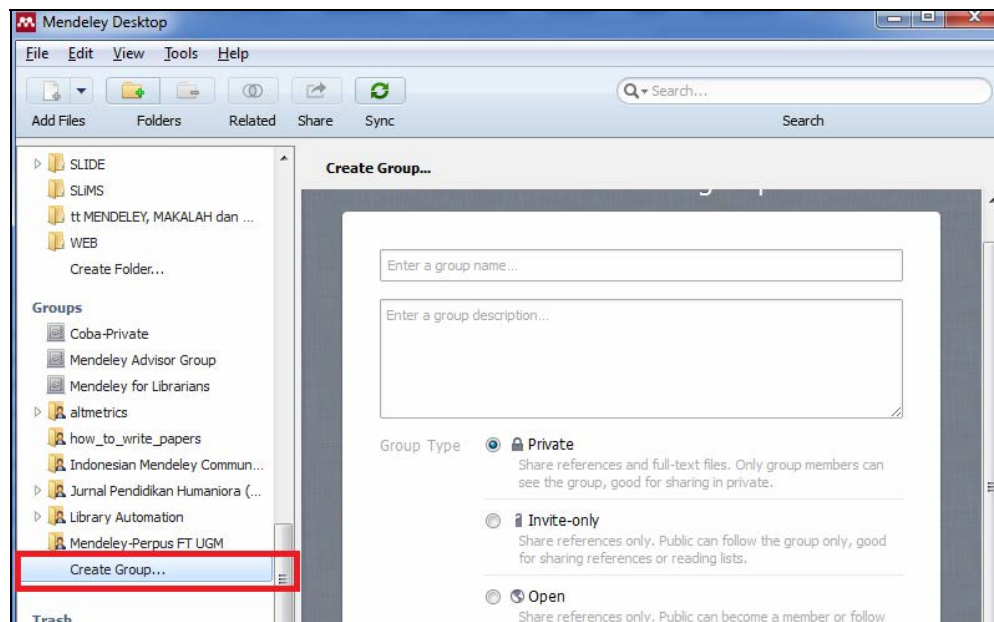 Mendeley Desktop
File Edit View Tools Help
Search...
Add Files Folders Related Share Sync Search
SLIDE
SLiMS
tt MENDELEY, MAKALAH dan ...
WEB
Create Folder...
Groups
Coba-Private
Mendeley Advisor Group
Mendeley for Librarians
altmetrics
how_to_write_papers
Indonesian Mendeley Commun...
Jurnal Pendidikan Humaniora (...
Library Automation
Mendeley-Perpus FT UGM
Create Group...
Trash
Create Group...
Enter a group name...
Enter a group description...
Group Type
Private
Share references and full-text files. Only group members can
see the group, good for sharing in private.
Invite-only
Share references only. Public can follow the group only, good
for sharing references or reading lists.
Open
Share references only. Public can become a member or follow